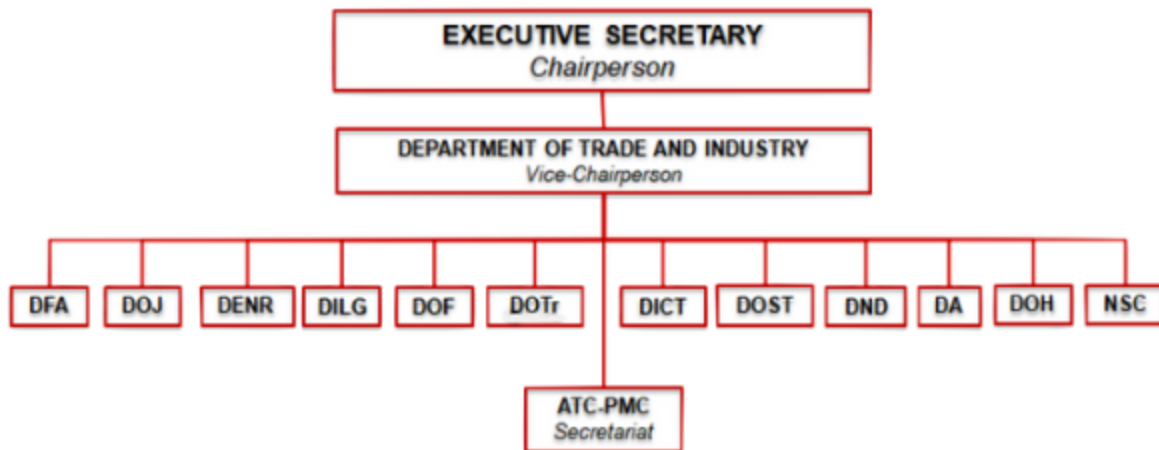 EXECUTIVE SECRETARY
Chairperson
DEPARTMENT OF TRADE AND INDUSTRY
Vice-Chairperson
DFA
DOJ
DENR
DILG
DOF
DOTr
DICT
DOST
DND
DA
DOH
NSC
ATC-PMC
Secretariat